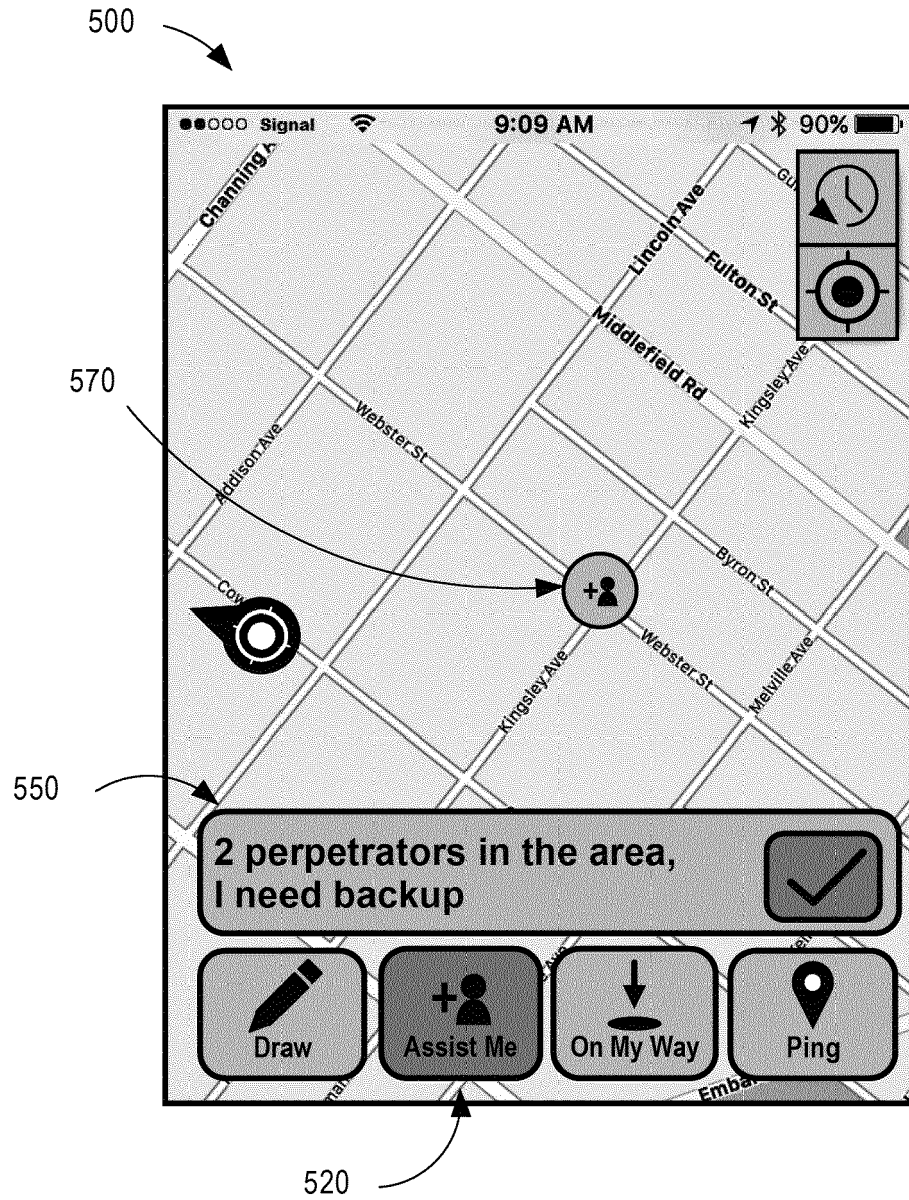 500
Signal
9:09 AM
90%
Channing
Lincoln Ave
Fulton St
Middlefield Rd
570
Kingsley Ave
Webster St
Addison Ave
Byron St
Webster St
Melville Ave
Kingsley Ave
550
2 perpetrators in the area,
I need backup
Draw
Assist Me
On My Way
Ping
520